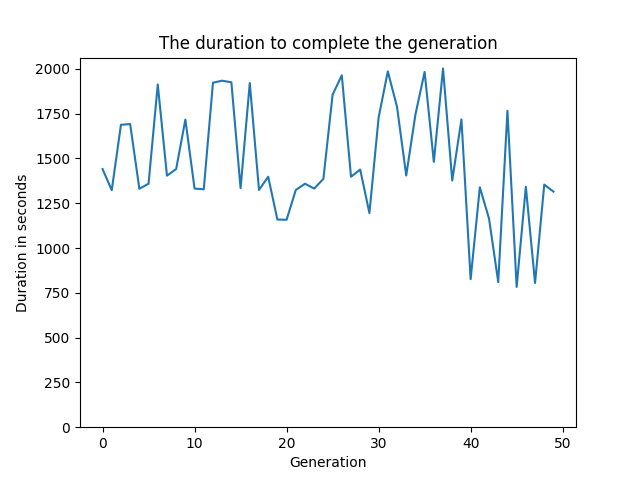 The duration to complete the generation
2000
1750
1500
1250
1000
750
500
250
0
Duration in seconds
0 10 20 30 40 50
Generation